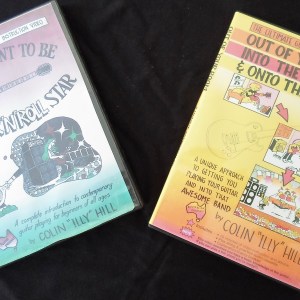 INSTRUCTION VIDEO
NT TO BE
N'ROLL STAR
A complete introduction to contemporary
guitar playing for beginners of all ages.
by COLIN "ILLY" HILL
THE ULTIMATE
OUT OF
INTO THE
& ONTO TH
A UNIQUE APPROACH
TO GETTING YOU
PLAYING YOUR GUITAR
AND INTO THAT
AWESOME BAND
by COLIN "ILLY" HILL